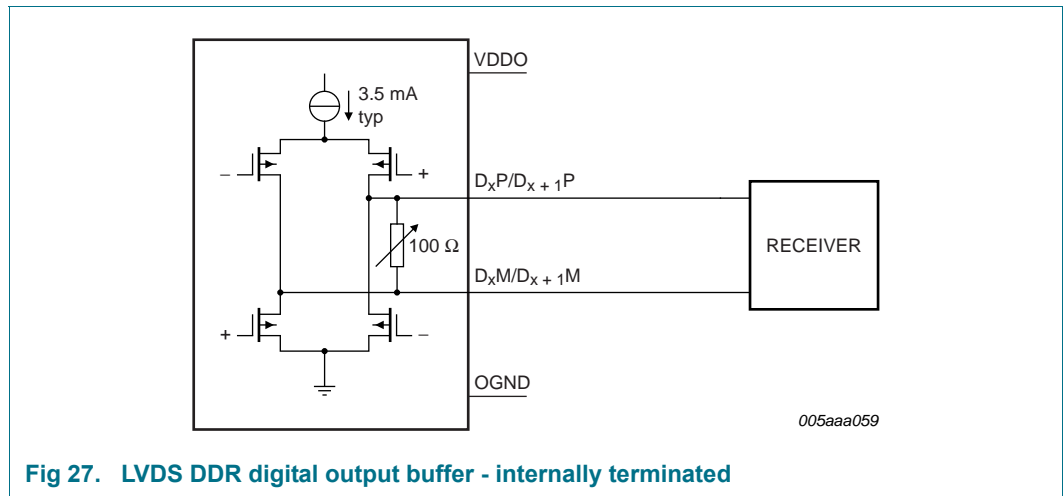 VDDO
3.5 mA
typ
–
+
DxP/Dx + 1P
100 Ω
RECEIVER
DxM/Dx + 1M
+
–
OGND
005aaa059
Fig 27. LVDS DDR digital output buffer - internally terminated